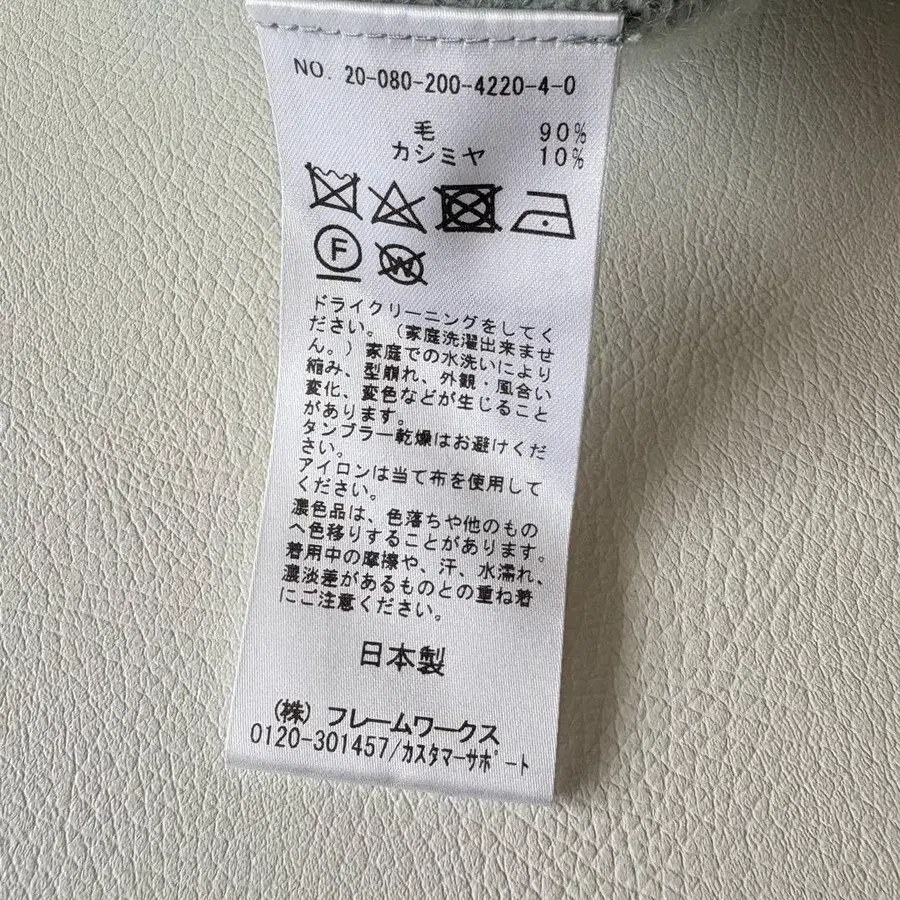 NO. 20-080-200-4220-4-0
毛 90%
カシミヤ 10%
F
W
ドライクリーニングをしてく
ださい。（家庭洗濯出来ませ
ん。）家庭での水洗いにより
縮み、型崩れ、外観・風合い
変化、変色などが生じること
があります。
タンブラー乾燥はお避けくだ
さい。
アイロンは当て布を使用して
ください。
濃色品は、色落ちや他のもの
へ色移りすることがあります。
着用中の摩擦や、汗、水濡れ、
濃淡差があるものとの重ね着
にご注意ください。
日本製
（株）フレームワークス
0120-301457/ｶｽﾀﾏｰｻﾎﾟｰﾄ